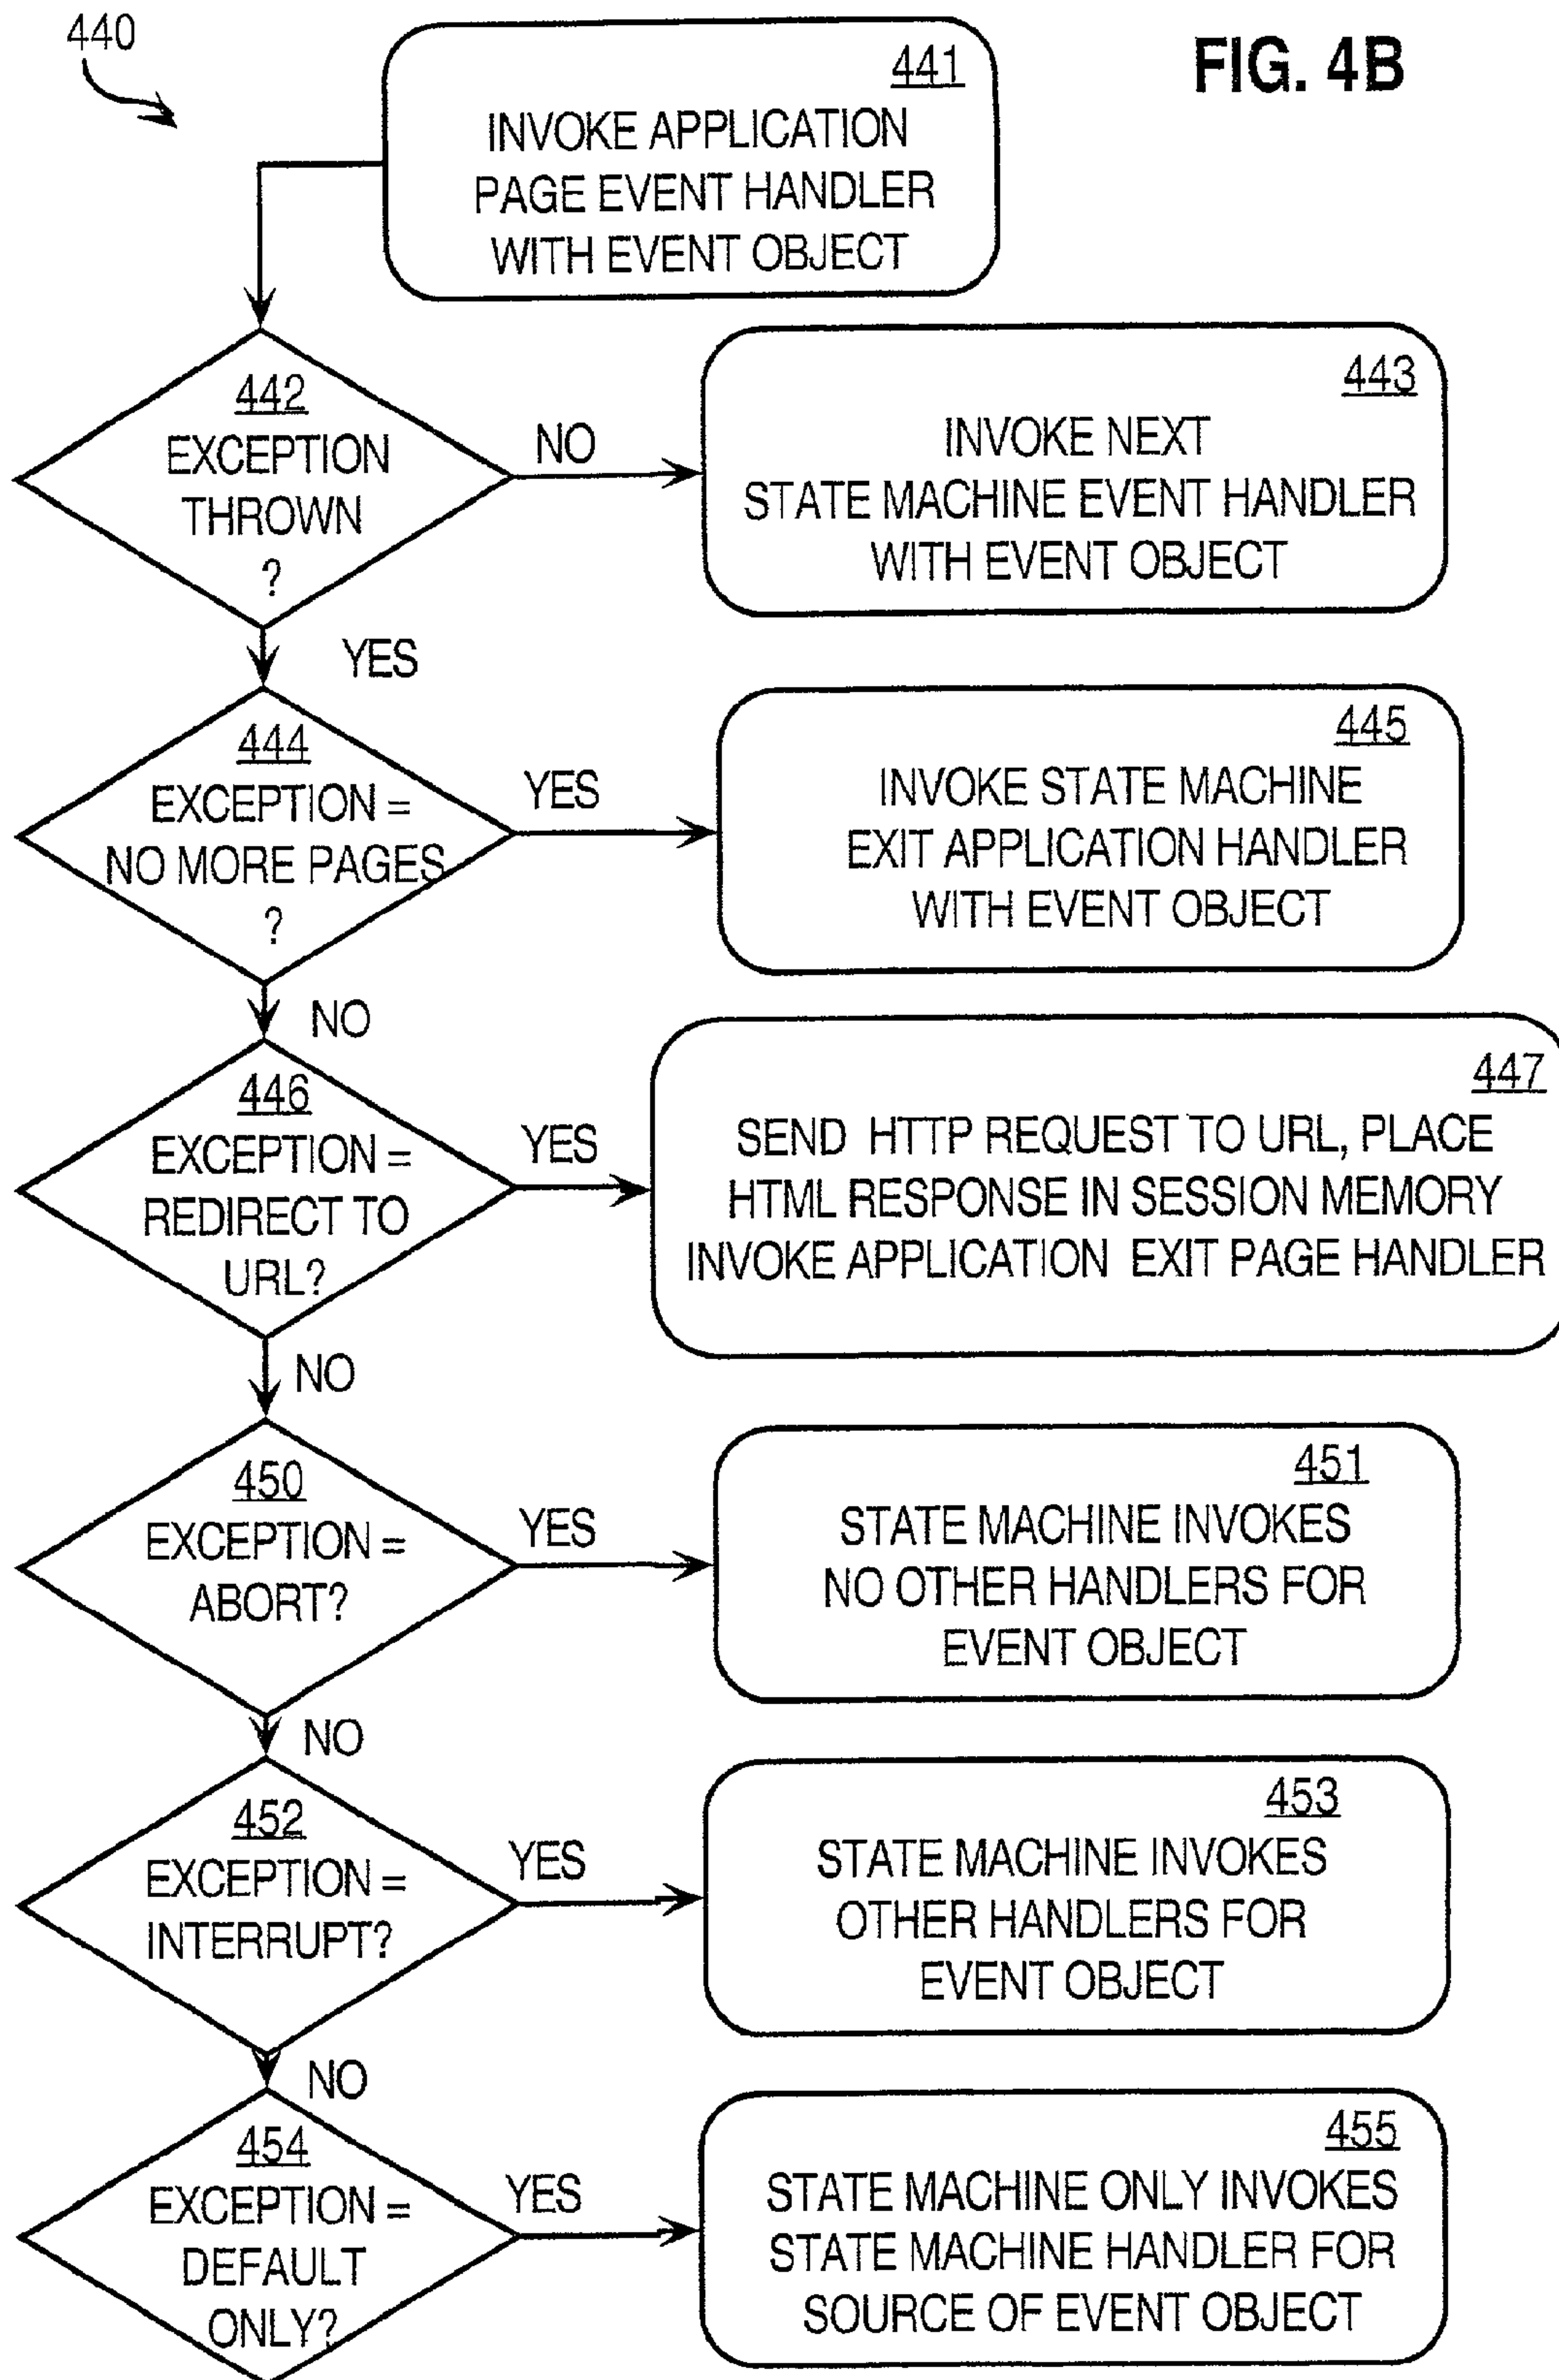 440
FIG. 4B
441
INVOKE APPLICATION
PAGE EVENT HANDLER
WITH EVENT OBJECT
442
EXCEPTION
THROWN
?
NO
443
INVOKE NEXT
STATE MACHINE EVENT HANDLER
WITH EVENT OBJECT
YES
444
EXCEPTION =
NO MORE PAGES
?
YES
445
INVOKE STATE MACHINE
EXIT APPLICATION HANDLER
WITH EVENT OBJECT
NO
446
EXCEPTION =
REDIRECT TO
URL?
YES
447
SEND HTTP REQUEST TO URL, PLACE
HTML RESPONSE IN SESSION MEMORY
INVOKE APPLICATION EXIT PAGE HANDLER
NO
450
EXCEPTION =
ABORT?
YES
451
STATE MACHINE INVOKES
NO OTHER HANDLERS FOR
EVENT OBJECT
NO
452
EXCEPTION =
INTERRUPT?
YES
453
STATE MACHINE INVOKES
OTHER HANDLERS FOR
EVENT OBJECT
NO
454
EXCEPTION =
DEFAULT
ONLY?
YES
455
STATE MACHINE ONLY INVOKES
STATE MACHINE HANDLER FOR
SOURCE OF EVENT OBJECT